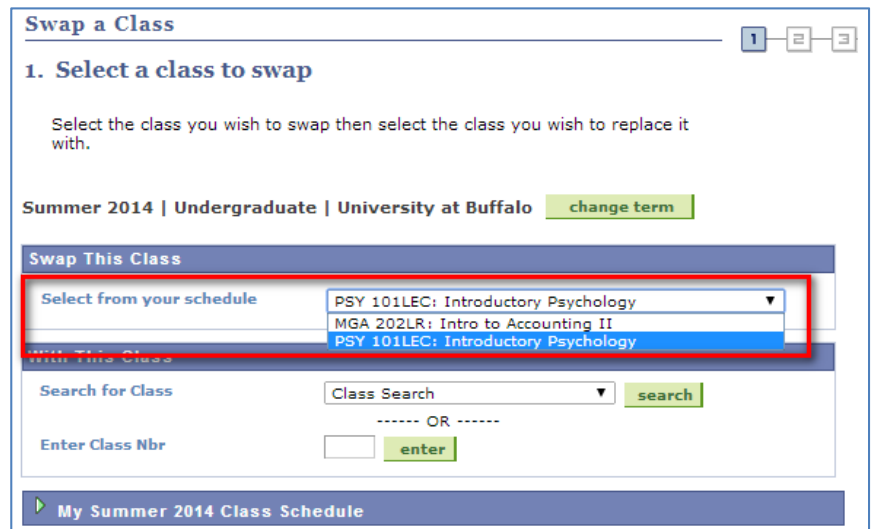 Swap a Class
1 2 3
1. Select a class to swap
Select the class you wish to swap then select the class you wish to replace it
with.
Summer 2014 | Undergraduate | University at Buffalo change term
Swap This Class
Select from your schedule PSY 101LEC: Introductory Psychology
MGA 202LR: Intro to Accounting II
PSY 101LEC: Introductory Psychology
With This Class
Search for Class Class Search search
------ OR ------
Enter Class Nbr enter
My Summer 2014 Class Schedule